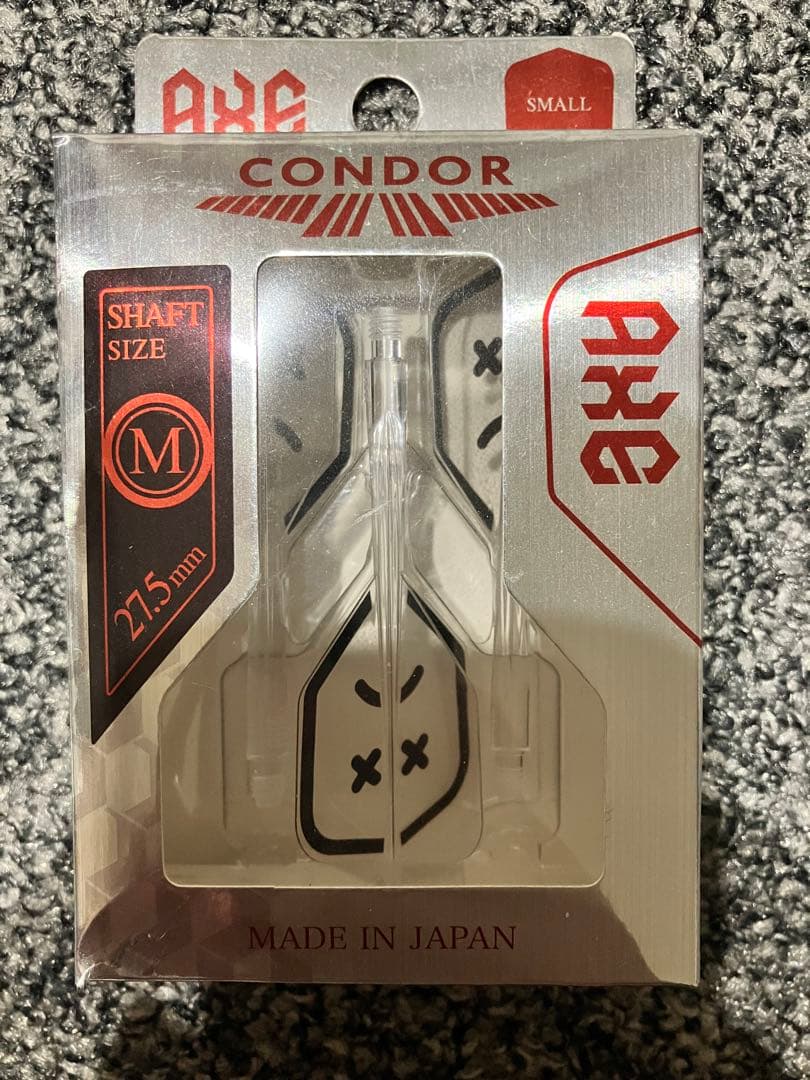 AXE
SMALL
CONDOR
SHAFT
SIZE
M
27.5mm
AXE
MADE IN JAPAN